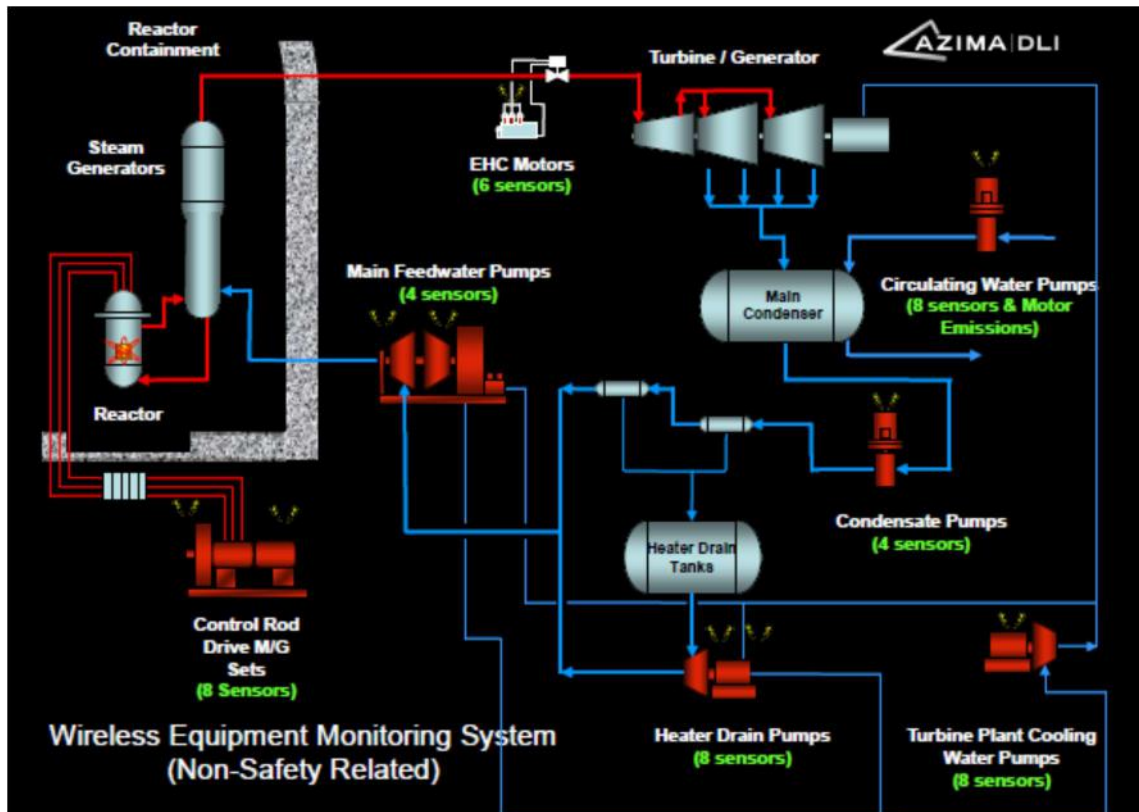 Reactor
Containment
AZIMA | DLI
Turbine / Generator
Steam
Generators
EHC Motors
(6 sensors)
Main Feedwater Pumps
(4 sensors)
Main
Condenser
Circulating Water Pumps
(8 sensors & Motor
Emissions)
Reactor
Condensate Pumps
(4 sensors)
Heater Drain
Tanks
Control Rod
Drive M/G
Sets
(8 Sensors)
Wireless Equipment Monitoring System
(Non-Safety Related)
Heater Drain Pumps
(8 sensors)
Turbine Plant Cooling
Water Pumps
(8 sensors)